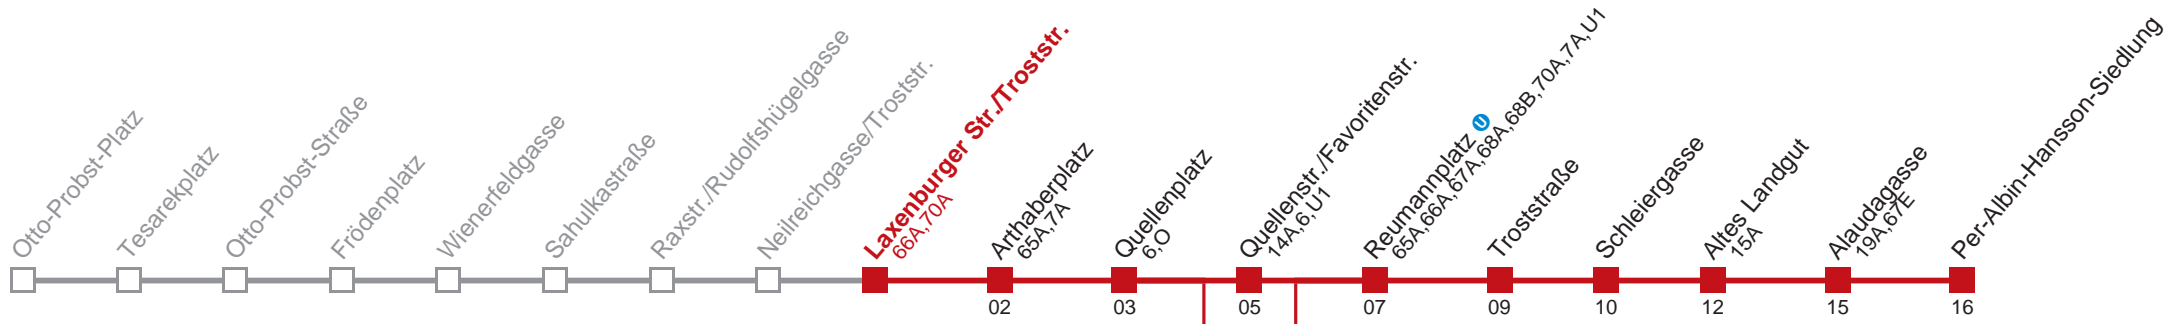 Otto-Probst-Platz
Tesarekplatz
Otto-Probst-Straße
Frödenplatz
Wienerfeldgasse
Sahulkastraße
Raxstr./Rudolfshügelgasse
Neilreichgasse/Troststr.
Laxenburger Str./Troststr.
66A,70A
Arthaberplatz
65A,7A
02
Quellenplatz
6,O
03
Quellenstr./Favoritenstr.
14A,6,U1
05
Reumannplatz U
65A,66A,67A,68A,68B,70A,7A,U1
07
Troststraße
09
Schleiergasse
10
Altes Landgut
15A
12
Alaudagasse
19A,67E
15
Per-Albin-Hansson-Siedlung
16